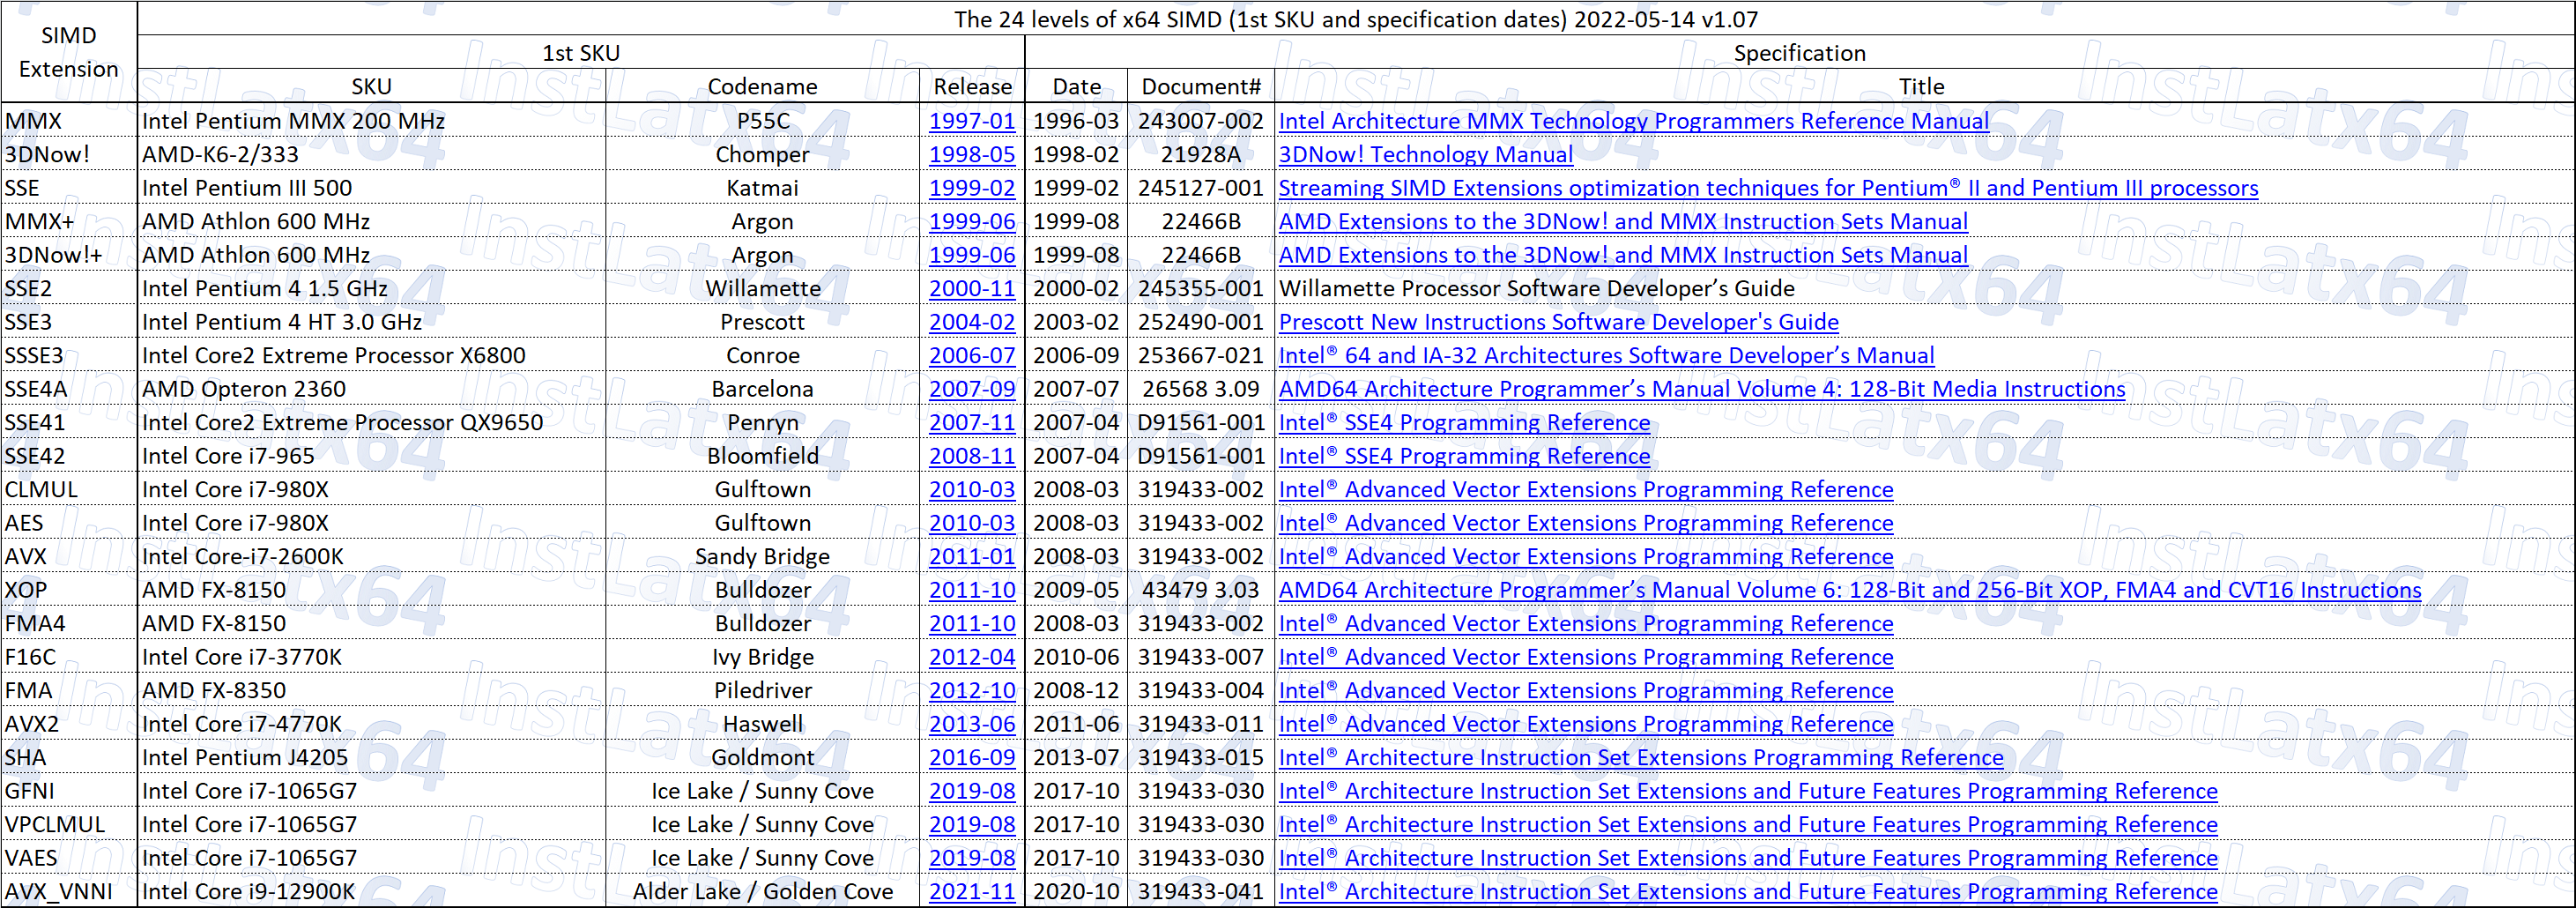 The 24 levels of x64 SIMD (1st SKU and specification dates) 2022-05-14 v1.07
SIMD Extension
1st SKU Specification
SKU Codename Release Date Document# Title
MMX Intel Pentium MMX 200 MHz P55C 1997-01 1996-03 243007-002 Intel Architecture MMX Technology Programmers Reference Manual
3DNow! AMD-K6-2/333 Chomper 1998-05 1998-02 21928A 3DNow! Technology Manual
SSE Intel Pentium III 500 Katmai 1999-02 1999-02 245127-001 Streaming SIMD Extensions optimization techniques for Pentium® II and Pentium III processors
MMX+ AMD Athlon 600 MHz Argon 1999-06 1999-08 22466B AMD Extensions to the 3DNow! and MMX Instruction Sets Manual
3DNow!+ AMD Athlon 600 MHz Argon 1999-06 1999-08 22466B AMD Extensions to the 3DNow! and MMX Instruction Sets Manual
SSE2 Intel Pentium 4 1.5 GHz Willamette 2000-11 2000-02 245355-001 Willamette Processor Software Developer’s Guide
SSE3 Intel Pentium 4 HT 3.0 GHz Prescott 2004-02 2003-02 252490-001 Prescott New Instructions Software Developer's Guide
SSSE3 Intel Core2 Extreme Processor X6800 Conroe 2006-07 2006-09 253667-021 Intel® 64 and IA-32 Architectures Software Developer’s Manual
SSE4A AMD Opteron 2360 Barcelona 2007-09 2007-07 26568 3.09 AMD64 Architecture Programmer’s Manual Volume 4: 128-Bit Media Instructions
SSE41 Intel Core2 Extreme Processor QX9650 Penryn 2007-11 2007-04 D91561-001 Intel® SSE4 Programming Reference
SSE42 Intel Core i7-965 Bloomfield 2008-11 2007-04 D91561-001 Intel® SSE4 Programming Reference
CLMUL Intel Core i7-980X Gulftown 2010-03 2008-03 319433-002 Intel® Advanced Vector Extensions Programming Reference
AES Intel Core i7-980X Gulftown 2010-03 2008-03 319433-002 Intel® Advanced Vector Extensions Programming Reference
AVX Intel Core-i7-2600K Sandy Bridge 2011-01 2008-03 319433-002 Intel® Advanced Vector Extensions Programming Reference
XOP AMD FX-8150 Bulldozer 2011-10 2009-05 43479 3.03 AMD64 Architecture Programmer’s Manual Volume 6: 128-Bit and 256-Bit XOP, FMA4 and CVT16 Instructions
FMA4 AMD FX-8150 Bulldozer 2011-10 2008-03 319433-002 Intel® Advanced Vector Extensions Programming Reference
F16C Intel Core i7-3770K Ivy Bridge 2012-04 2010-06 319433-007 Intel® Advanced Vector Extensions Programming Reference
FMA AMD FX-8350 Piledriver 2012-10 2008-12 319433-004 Intel® Advanced Vector Extensions Programming Reference
AVX2 Intel Core i7-4770K Haswell 2013-06 2011-06 319433-011 Intel® Advanced Vector Extensions Programming Reference
SHA Intel Pentium J4205 Goldmont 2016-09 2013-07 319433-015 Intel® Architecture Instruction Set Extensions Programming Reference
GFNI Intel Core i7-1065G7 Ice Lake / Sunny Cove 2019-08 2017-10 319433-030 Intel® Architecture Instruction Set Extensions and Future Features Programming Reference
VPCLMUL Intel Core i7-1065G7 Ice Lake / Sunny Cove 2019-08 2017-10 319433-030 Intel® Architecture Instruction Set Extensions and Future Features Programming Reference
VAES Intel Core i7-1065G7 Ice Lake / Sunny Cove 2019-08 2017-10 319433-030 Intel® Architecture Instruction Set Extensions and Future Features Programming Reference
AVX_VNNI Intel Core i9-12900K Alder Lake / Golden Cove 2021-11 2020-10 319433-041 Intel® Architecture Instruction Set Extensions and Future Features Programming Reference
InstLatx64